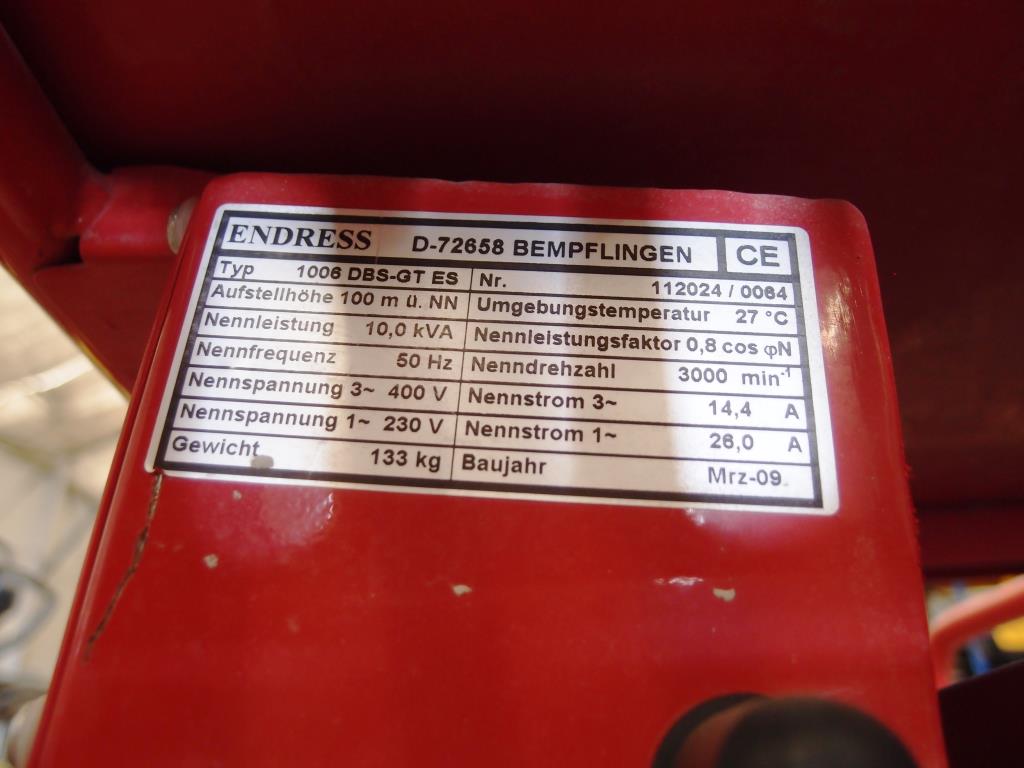 ENDRESS D-72658 BEMPFLINGEN CE
Typ 1006 DBS-GT ES Nr. 112024 / 0064
Aufstellhöhe 100 m ü. NN Umgebungstemperatur 27 °C
Nennleistung 10,0 kVA Nennleistungsfaktor 0,8 cos φN
Nennfrequenz 50 Hz Nenndrehzahl 3000 min⁻¹
Nennspannung 3~ 400 V Nennstrom 3~ 14,4 A
Nennspannung 1~ 230 V Nennstrom 1~ 26,0 A
Gewicht 133 kg Baujahr Mrz-09